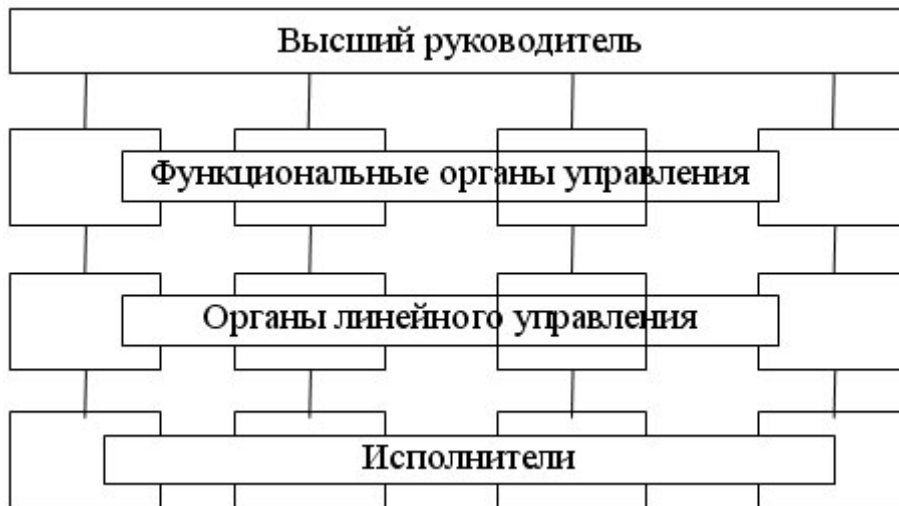 Высший руководитель
Функциональные органы управления
Органы линейного управления
Исполнители